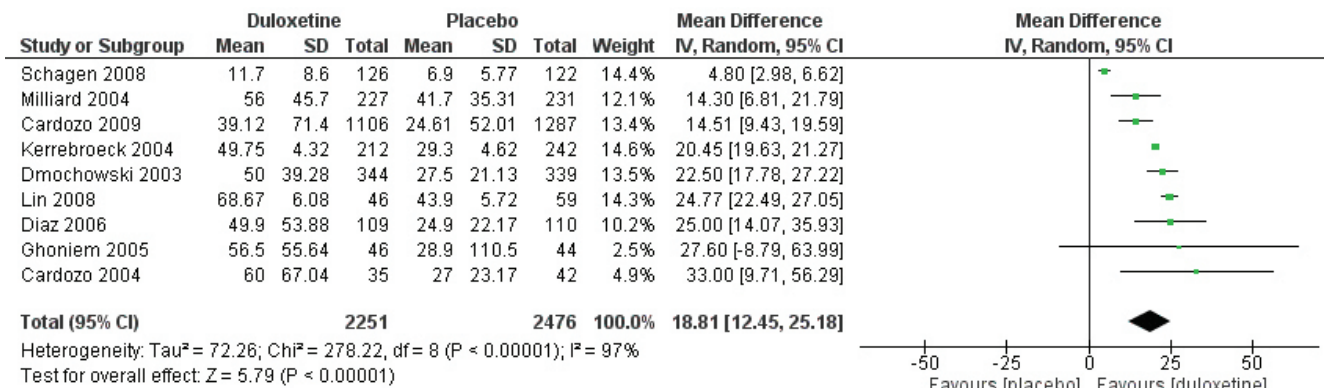 Duloxetine Placebo Mean Difference Mean Difference
Study or Subgroup Mean SD Total Mean SD Total Weight IV, Random, 95% CI IV, Random, 95% CI
Schagen 2008 11.7 8.6 126 6.9 5.77 122 14.4% 4.80 [2.98, 6.62]
Milliard 2004 56 45.7 227 41.7 35.31 231 12.1% 14.30 [6.81, 21.79]
Cardozo 2009 39.12 71.4 1106 24.61 52.01 1287 13.4% 14.51 [9.43, 19.59]
Kerrebroeck 2004 49.75 4.32 212 29.3 4.62 242 14.6% 20.45 [19.63, 21.27]
Dmochowski 2003 50 39.28 344 27.5 21.13 339 13.5% 22.50 [17.78, 27.22]
Lin 2008 68.67 6.08 46 43.9 5.72 59 14.3% 24.77 [22.49, 27.05]
Diaz 2006 49.9 53.88 109 24.9 22.17 110 10.2% 25.00 [14.07, 35.93]
Ghoniem 2005 56.5 55.64 46 28.9 110.5 44 2.5% 27.60 [-8.79, 63.99]
Cardozo 2004 60 67.04 35 27 23.17 42 4.9% 33.00 [9.71, 56.29]
Total (95% CI) 2251 2476 100.0% 18.81 [12.45, 25.18]
Heterogeneity: Tau² = 72.26; Chi² = 278.22, df = 8 (P < 0.00001); I² = 97%
Test for overall effect: Z = 5.79 (P < 0.00001)
-50 -25 0 25 50
Favours [placebo] Favours [duloxetine]